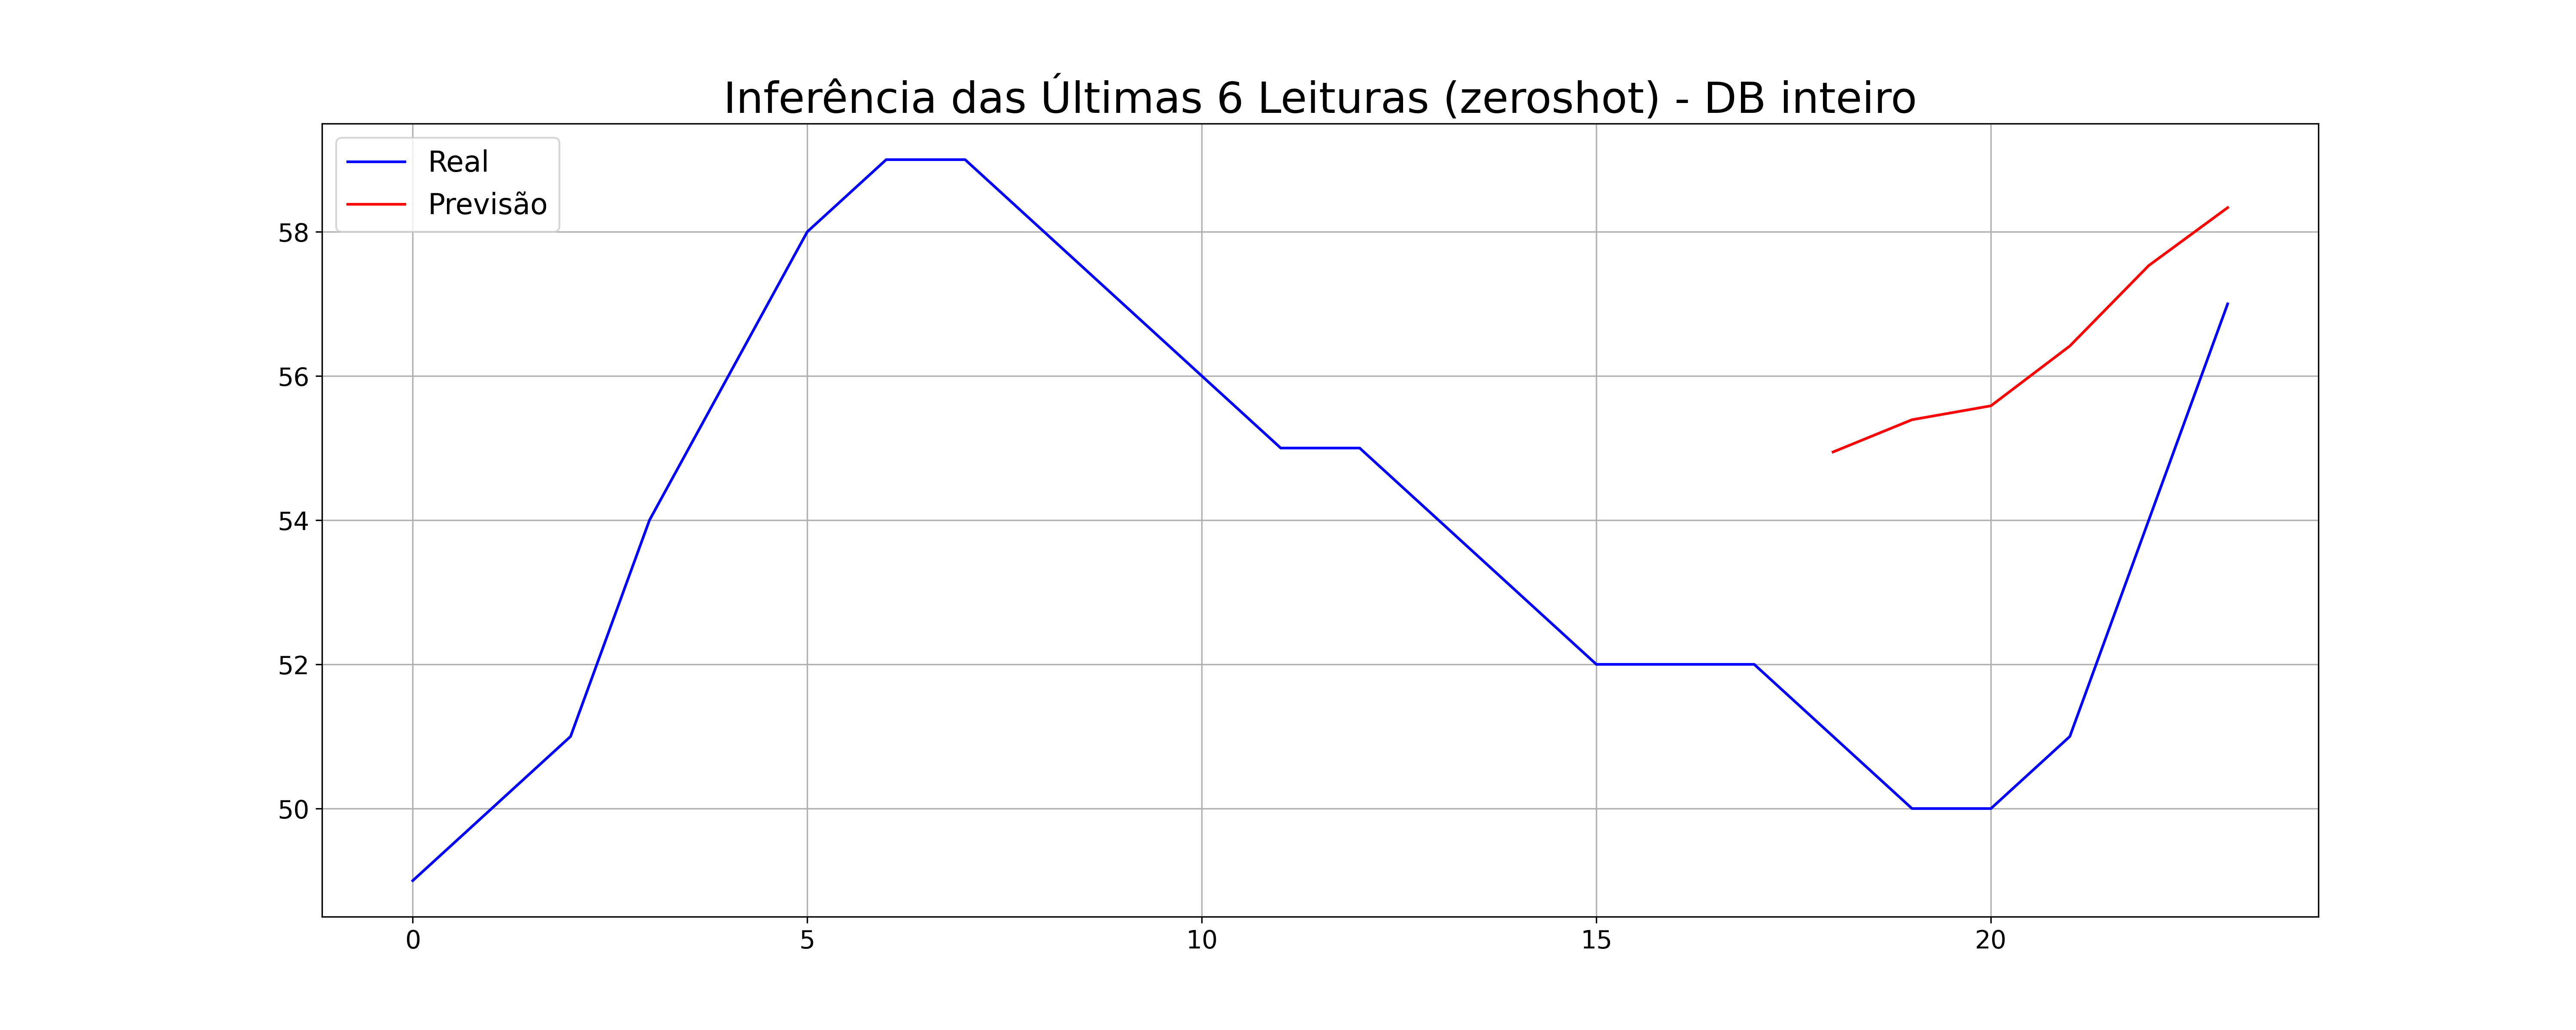 Inferência das Últimas 6 Leituras (zeroshot) - DB inteiro
Real
Previsão
58
56
54
52
50
0 5 10 15 20